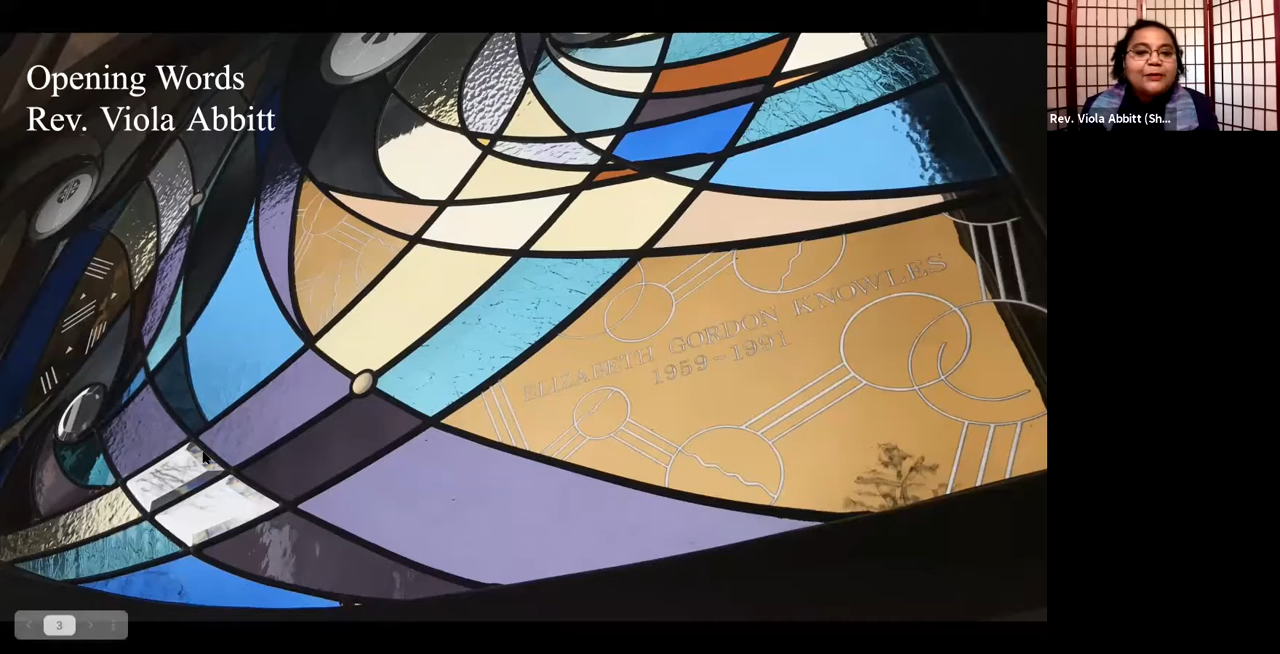 Opening Words
Rev. Viola Abbitt
Rev. Viola Abbitt (Sh...
ELIZABETH GORDON KNOWLES
1959-1991
3